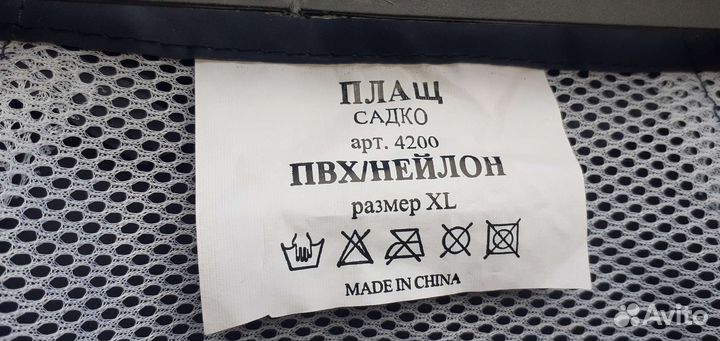 ПЛАЩ
САДКО
арт. 4200
ПВХ/НЕЙЛОН
размер XL
MADE IN CHINA
Avito